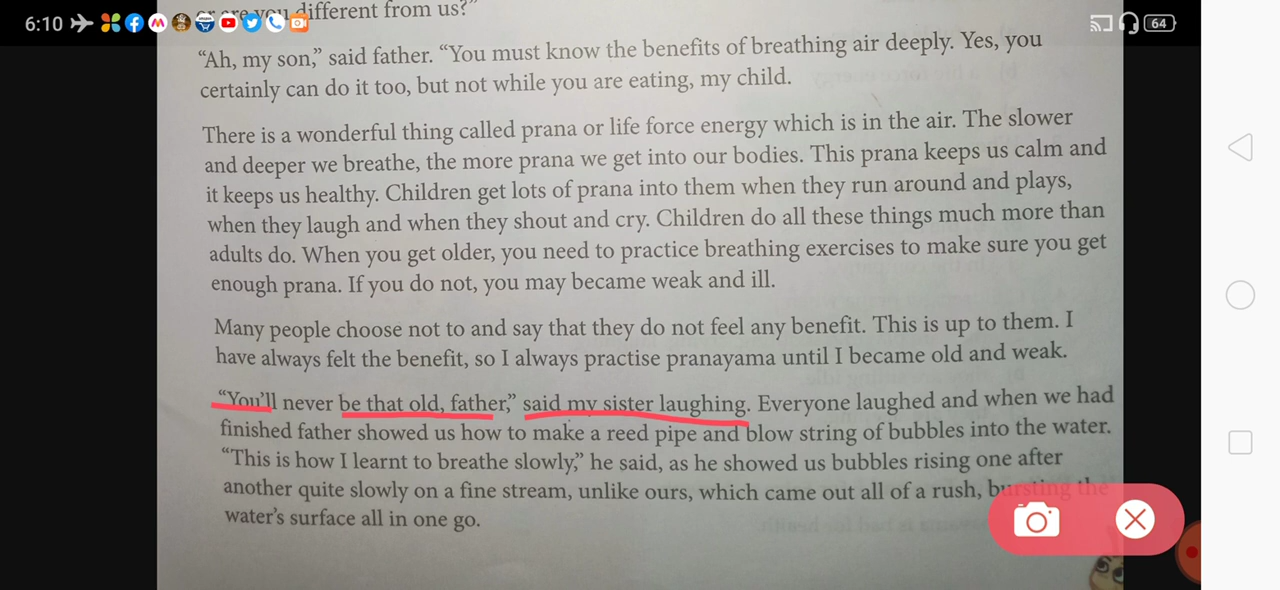 6:10
64
are you different from us?"
“Ah, my son,” said father. “You must know the benefits of breathing air deeply. Yes, you
certainly can do it too, but not while you are eating, my child.
There is a wonderful thing called prana or life force energy which is in the air. The slower
and deeper we breathe, the more prana we get into our bodies. This prana keeps us calm and
it keeps us healthy. Children get lots of prana into them when they run around and plays,
when they laugh and when they shout and cry. Children do all these things much more than
adults do. When you get older, you need to practice breathing exercises to make sure you get
enough prana. If you do not, you may became weak and ill.
Many people choose not to and say that they do not feel any benefit. This is up to them. I
have always felt the benefit, so I always practise pranayama until I became old and weak.
“You’ll never be that old, father,” said my sister laughing. Everyone laughed and when we had
finished father showed us how to make a reed pipe and blow string of bubbles into the water.
“This is how I learnt to breathe slowly,” he said, as he showed us bubbles rising one after
another quite slowly on a fine stream, unlike ours, which came out all of a rush, bursting the
water’s surface all in one go.